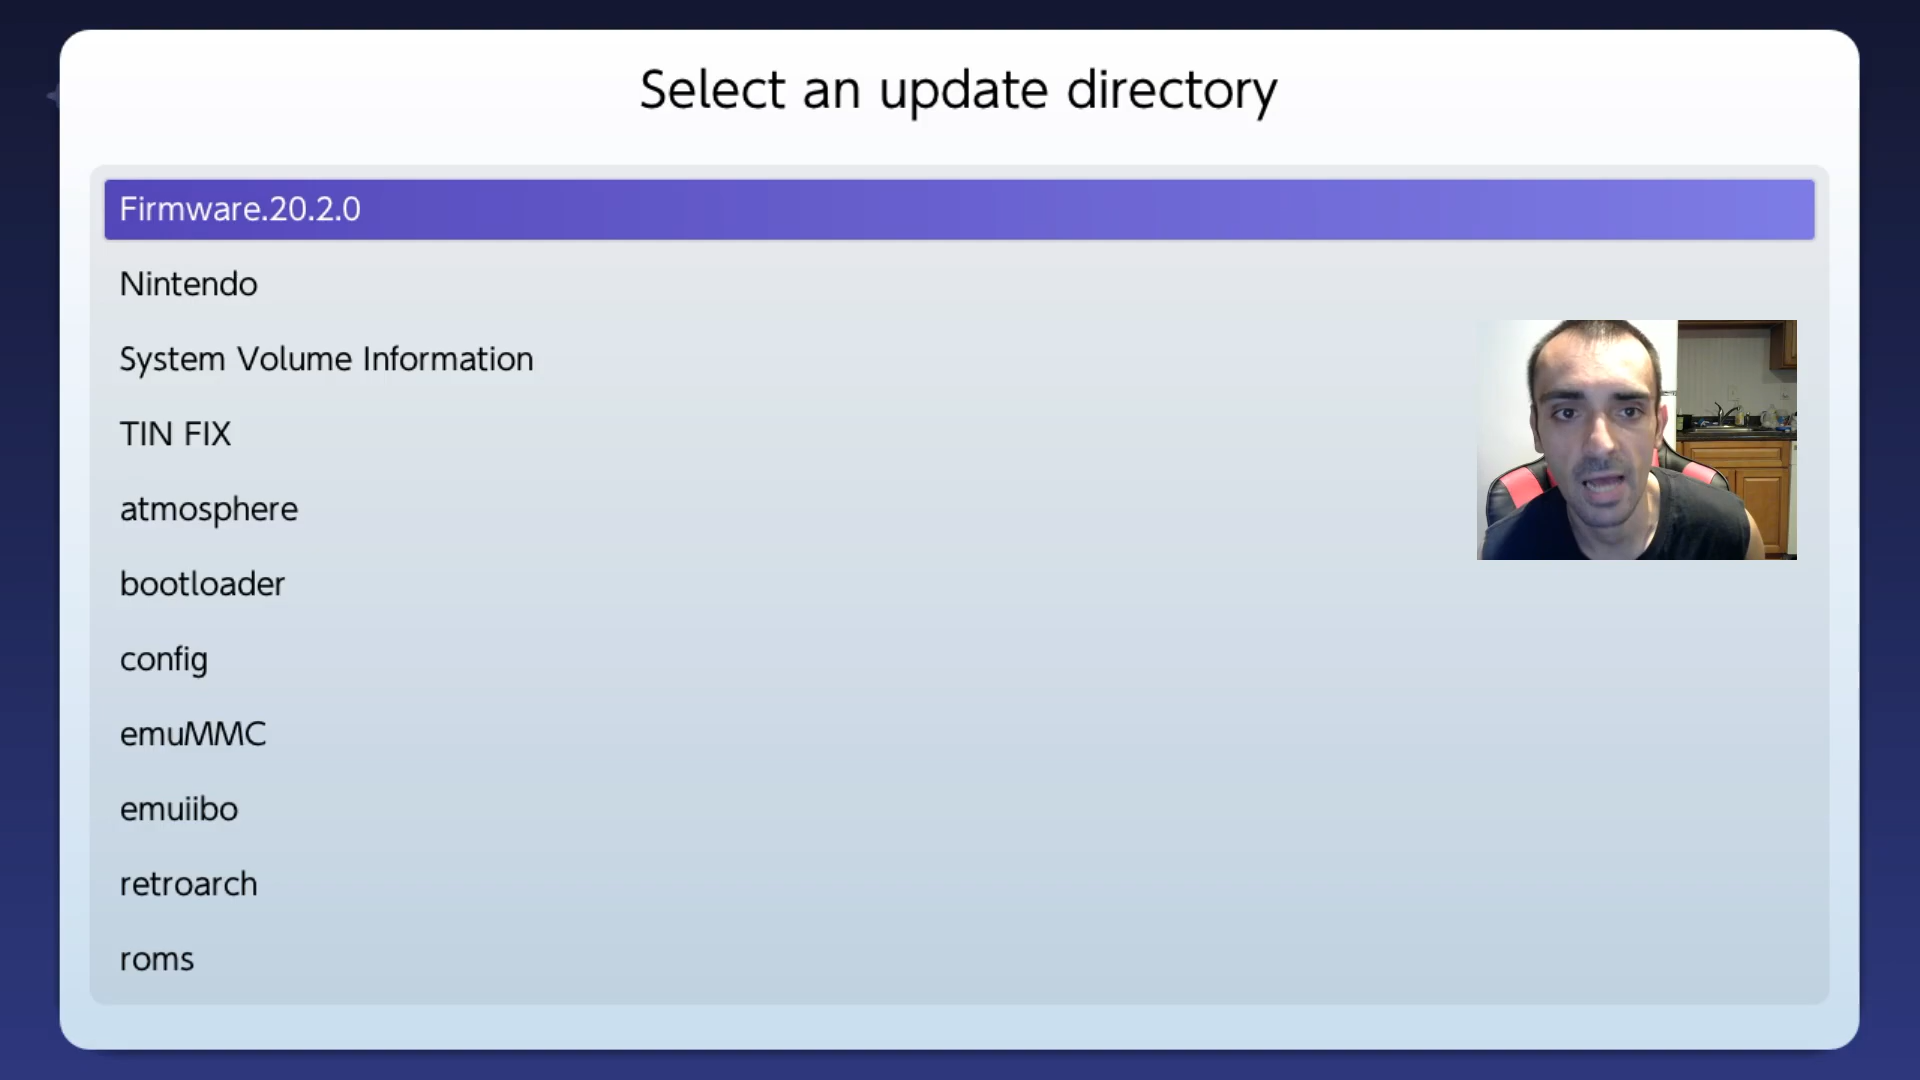 Select an update directory
Firmware.20.2.0
Nintendo
System Volume Information
TIN FIX
atmosphere
bootloader
config
emuMMC
emuiibo
retroarch
roms